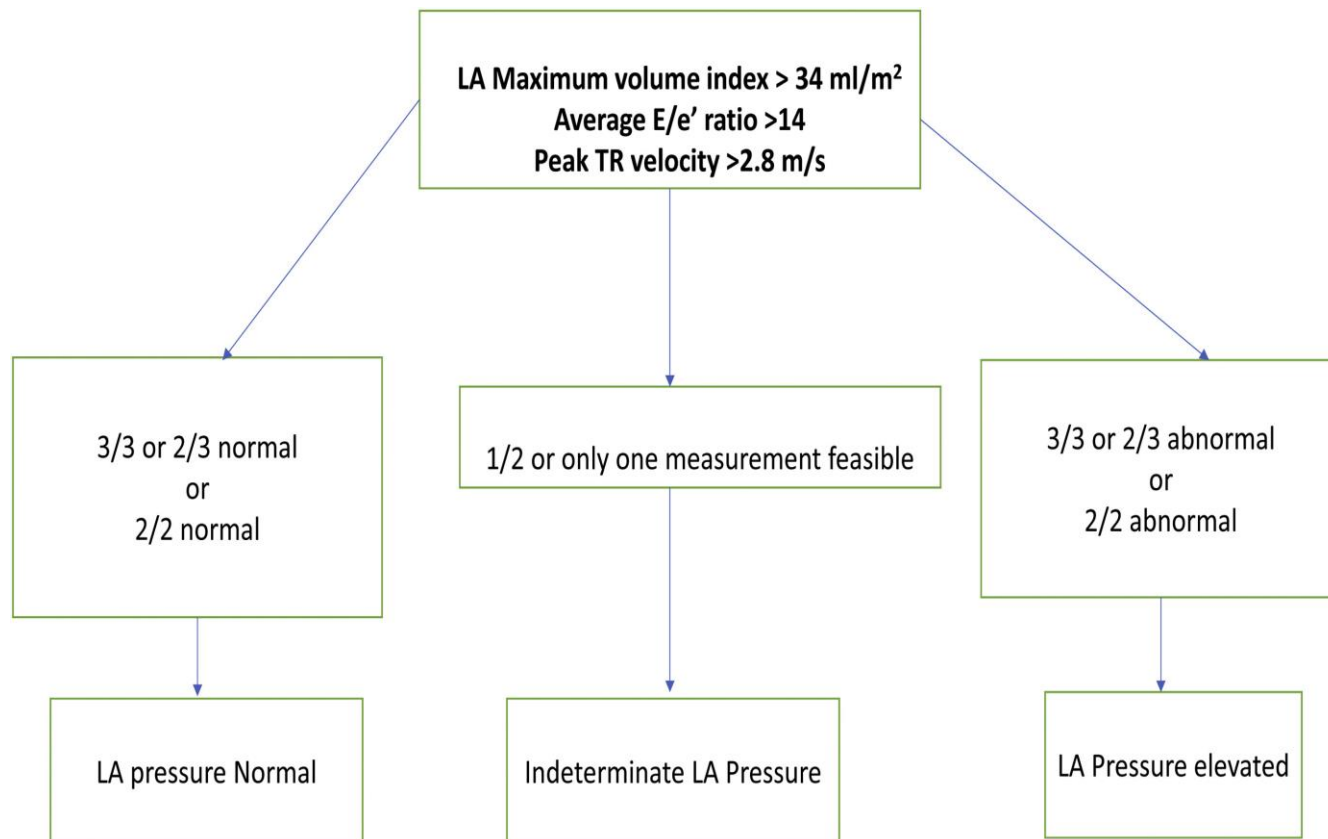 LA Maximum volume index > 34 ml/m²
Average E/e’ ratio >14
Peak TR velocity >2.8 m/s
3/3 or 2/3 normal
or
2/2 normal
1/2 or only one measurement feasible
3/3 or 2/3 abnormal
or
2/2 abnormal
LA pressure Normal
Indeterminate LA Pressure
LA Pressure elevated